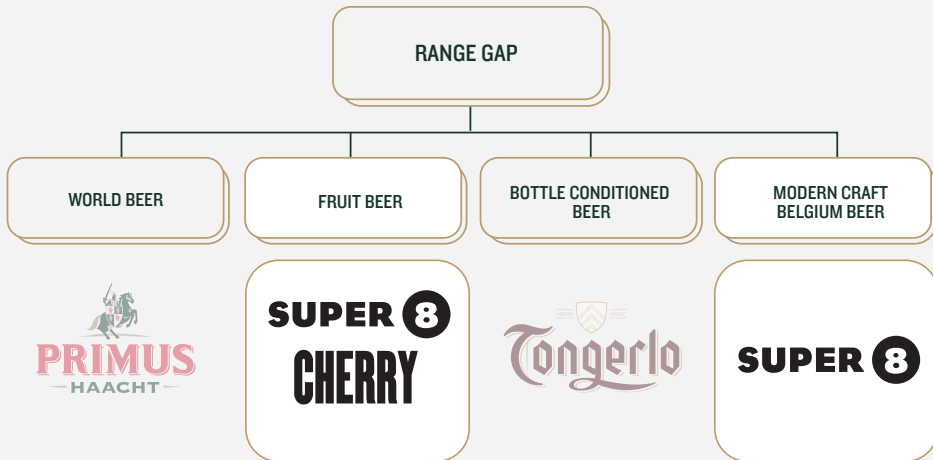 RANGE GAP
WORLD BEER
FRUIT BEER
BOTTLE CONDITIONED
BEER
MODERN CRAFT
BELGIUM BEER
PRIMUS
HAACHT
SUPER 8
CHERRY
Tongerlo
SUPER 8